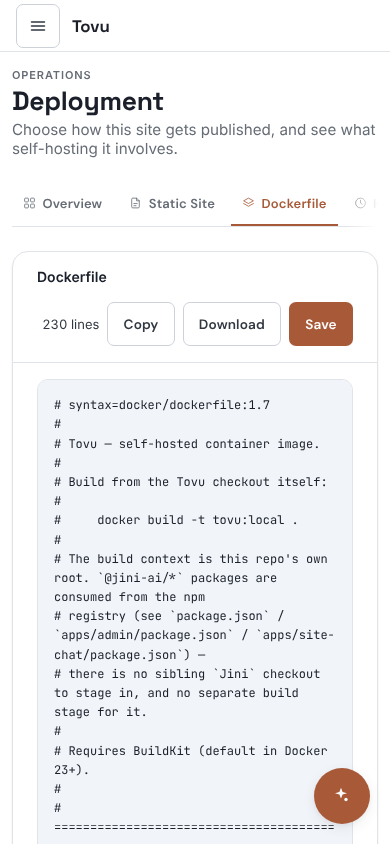 Tovu
OPERATIONS
Deployment
Choose how this site gets published, and see what
self-hosting it involves.
Overview
Static Site
Dockerfile
Dockerfile
230 lines
Copy
Download
Save
# syntax=docker/dockerfile:1.7
#
# Tovu — self-hosted container image.
#
# Build from the Tovu checkout itself:
#
#     docker build -t tovu:local .
#
# The build context is this repo's own
root. `@jini-ai/*` packages are
consumed from the npm
# registry (see `package.json` /
`apps/admin/package.json` / `apps/site-
chat/package.json`) —
# there is no sibling `Jini` checkout
to stage in, and no separate build
stage for it.
#
# Requires BuildKit (default in Docker
23+).
#
#
=======================================